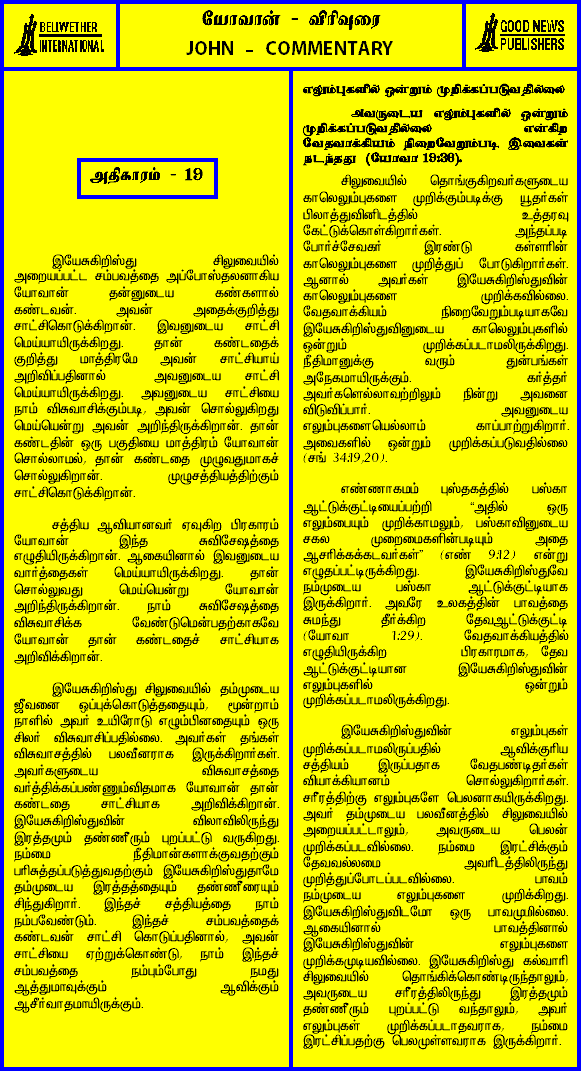 BELLWETHER
INTERNATIONAL
யோவான் - விரிவுரை
JOHN - COMMENTARY
GOOD NEWS
PUBLISHERS
அதிகாரம் - 19
இயேசுகிறிஸ்து சிலுவையில்
அறையப்பட்ட சம்பவத்தை அப்போஸ்தலனாகிய
யோவான் தன்னுடைய கண்களால்
கண்டவன். அவன் அதைக்குறித்து
சாட்சிகொடுக்கிறான். இவனுடைய சாட்சி
மெய்யாயிருக்கிறது. தான் கண்டதைக்
குறித்து மாத்திரமே அவன் சாட்சியாய்
அறிவிப்பதினால் அவனுடைய சாட்சி
மெய்யாயிருக்கிறது. அவனுடைய சாட்சியை
நாம் விசுவாசிக்கும்படி, அவன் சொல்லுகிறது
மெய்யென்று அவன் அறிந்திருக்கிறான். தான்
கண்டதின் ஒரு பகுதியை மாத்திரம் யோவான்
சொல்லாமல், தான் கண்டதை முழுவதுமாகச்
சொல்லுகிறான். முழுசத்தியத்திற்கும்
சாட்சிகொடுக்கிறான்.
சத்திய ஆவியானவர் ஏவுகிற பிரகாரம்
யோவான் இந்த சுவிசேஷத்தை
எழுதியிருக்கிறான். ஆகையினால் இவனுடைய
வார்த்தைகள் மெய்யாயிருக்கிறது. தான்
சொல்லுவது மெய்யென்று யோவான்
அறிந்திருக்கிறான். நாம் சுவிசேஷத்தை
விசுவாசிக்க வேண்டுமென்பதற்காகவே
யோவான் தான் கண்டதைச் சாட்சியாக
அறிவிக்கிறான்.
இயேசுகிறிஸ்து சிலுவையில் தம்முடைய
ஜீவனை ஒப்புக்கொடுத்ததையும், மூன்றாம்
நாளில் அவர் உயிரோடு எழும்பினதையும் ஒரு
சிலர் விசுவாசிப்பதில்லை. அவர்கள் தங்கள்
விசுவாசத்தில் பலவீனராக இருக்கிறார்கள்.
அவர்களுடைய விசுவாசத்தை
வர்த்திக்கப்பண்ணும்விதமாக யோவான் தான்
கண்டதை சாட்சியாக அறிவிக்கிறான்.
இயேசுகிறிஸ்துவின் விலாவிலிருந்து
இரத்தமும் தண்ணீரும் புறப்பட்டு வருகிறது.
நம்மை நீதிமான்களாக்குவதற்கும்
பரிசுத்தப்படுத்துவதற்கும் இயேசுகிறிஸ்துதாமே
தம்முடைய இரத்தத்தையும் தண்ணீரையும்
சிந்துகிறார். இந்தச் சத்தியத்தை நாம்
நம்பவேண்டும். இந்தச் சம்பவத்தைக்
கண்டவன் சாட்சி கொடுப்பதினால், அவன்
சாட்சியை ஏற்றுக்கொண்டு, நாம் இந்தச்
சம்பவத்தை நம்பும்போது நமது
ஆத்துமாவுக்கும் ஆவிக்கும்
ஆசீர்வாதமாயிருக்கும்.
எலும்புகளில் ஒன்றும் முறிக்கப்படுவதில்லை
அவருடைய எலும்புகளில் ஒன்றும்
முறிக்கப்படுவதில்லை என்கிற
வேதவாக்கியம் நிறைவேறும்படி இவைகள்
நடந்தது (யோவா 19:36).
சிலுவையில் தொங்குகிறவர்களுடைய
காலெலும்புகளை முறிக்கும்படிக்கு யூதர்கள்
பிலாத்துவினிடத்தில் உத்தரவு
கேட்டுக்கொள்கிறார்கள். அந்தப்படி
போர்ச்சேவகர் இரண்டு கள்ளரின்
காலெலும்புகளை முறித்துப் போடுகிறார்கள்.
ஆனால் அவர்கள் இயேசுகிறிஸ்துவின்
காலெலும்புகளை முறிக்கவில்லை.
வேதவாக்கியம் நிறைவேறும்படியாகவே
இயேசுகிறிஸ்துவினுடைய காலெலும்புகளில்
ஒன்றும் முறிக்கப்படாமலிருக்கிறது.
நீதிமானுக்கு வரும் துன்பங்கள்
அநேகமாயிருக்கும். கர்த்தர்
அவர்களெல்லாவற்றிலும் நின்று அவனை
விடுவிப்பார். அவனுடைய
எலும்புகளையெல்லாம் காப்பாற்றுகிறார்.
அவைகளில் ஒன்றும் முறிக்கப்படுவதில்லை
(சங் 34:19,20).
எண்ணாகமம் புஸ்தகத்தில் பஸ்கா
ஆட்டுக்குட்டியைப்பற்றி "அதில் ஒரு
எலும்பையும் முறிக்காமலும், பஸ்காவினுடைய
சகல முறைமைகளின்படியும் அதை
ஆசரிக்கக்கடவர்கள்" (எண் 9:12) என்று
எழுதப்பட்டிருக்கிறது. இயேசுகிறிஸ்துவே
நம்முடைய பஸ்கா ஆட்டுக்குட்டியாக
இருக்கிறார். அவரே உலகத்தின் பாவத்தை
சுமந்து தீர்க்கிற தேவஆட்டுக்குட்டி
(யோவா 1:29). வேதவாக்கியத்தில்
எழுதியிருக்கிற பிரகாரமாக, தேவ
ஆட்டுக்குட்டியான இயேசுகிறிஸ்துவின்
எலும்புகளில் ஒன்றும்
முறிக்கப்படாமலிருக்கிறது.
இயேசுகிறிஸ்துவின் எலும்புகள்
முறிக்கப்படாமலிருப்பதில் ஆவிக்குரிய
சத்தியம் இருப்பதாக வேதபண்டிதர்கள்
வியாக்கியானம் சொல்லுகிறார்கள்.
சரீரத்திற்கு எலும்புகளே பெலனாகயிருக்கிறது.
அவர் தம்முடைய பலவீனத்தில் சிலுவையில்
அறையப்பட்டாலும், அவருடைய பெலன்
முறிக்கப்படவில்லை. நம்மை இரட்சிக்கும்
தேவவல்லமை அவரிடத்திலிருந்து
முறித்துப்போடப்படவில்லை. பாவம்
நம்முடைய எலும்புகளை முறிக்கிறது.
இயேசுகிறிஸ்துவிடமோ ஒரு பாவமுமில்லை.
ஆகையினால் பாவத்தினால்
இயேசுகிறிஸ்துவின் எலும்புகளை
முறிக்கமுடியவில்லை. இயேசுகிறிஸ்து கல்வாரி
சிலுவையில் தொங்கிக்கொண்டிருந்தாலும்,
அவருடைய சரீரத்திலிருந்து இரத்தமும்
தண்ணீரும் புறப்பட்டு வந்தாலும், அவர்
எலும்புகள் முறிக்கப்படாதவராக, நம்மை
இரட்சிப்பதற்கு பெலமுள்ளவராக இருக்கிறார்.